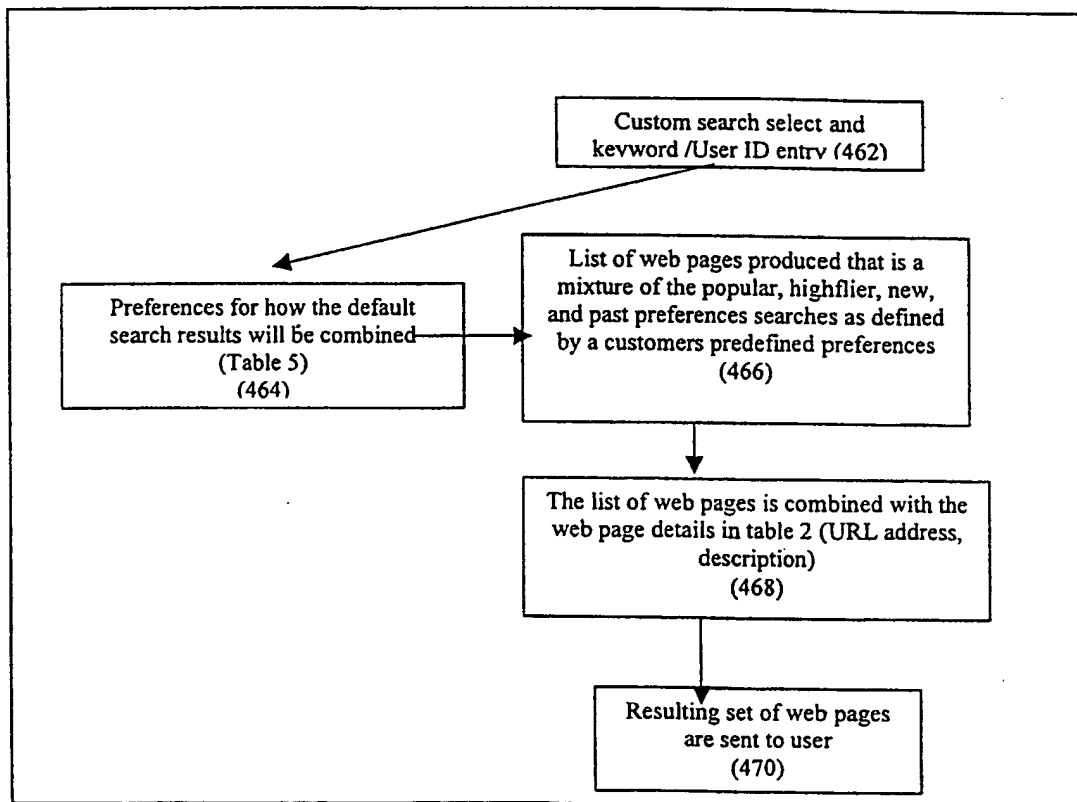 Custom search select and
keyword /User ID entry (462)
Preferences for how the default
search results will be combined
(Table 5)
(464)
List of web pages produced that is a
mixture of the popular, highflier, new,
and past preferences searches as defined
by a customers predefined preferences
(466)
The list of web pages is combined with the
web page details in table 2 (URL address,
description)
(468)
Resulting set of web pages
are sent to user
(470)